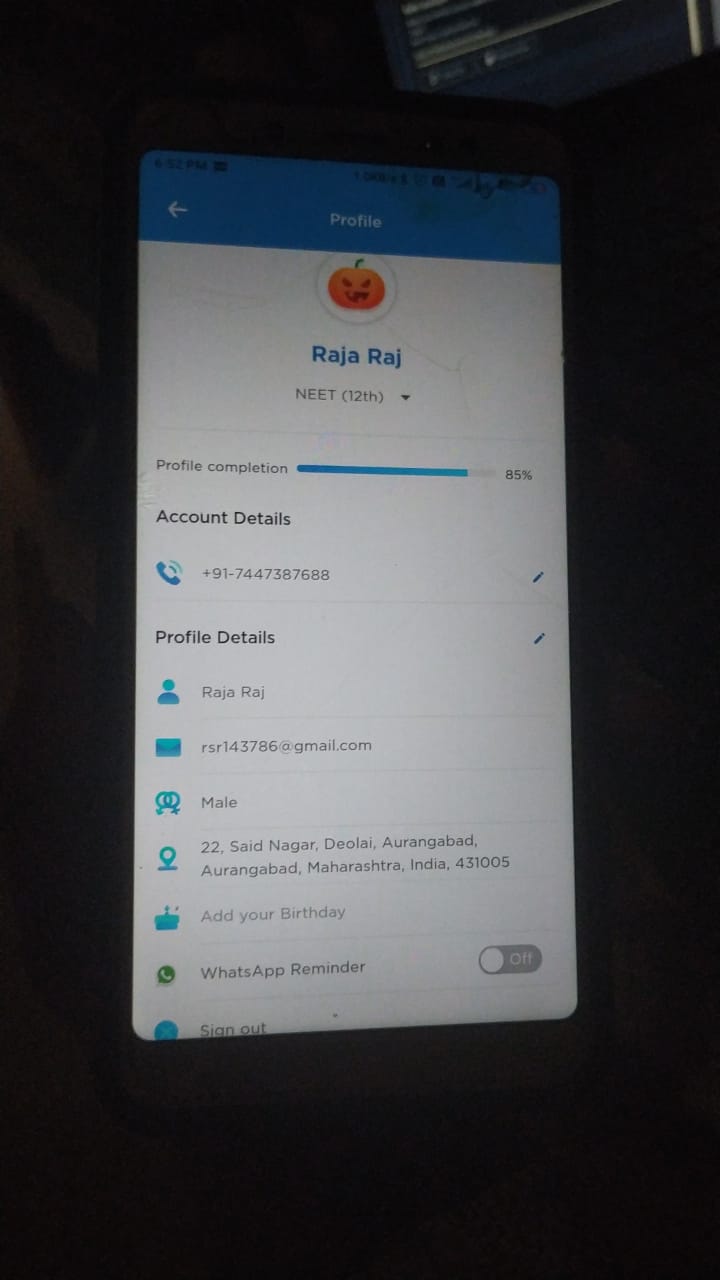 6:52 PM
Profile
Raja Raj
NEET (12th)
Profile completion 85%
Account Details
+91-7447387688
Profile Details
Raja Raj
rsr143786@gmail.com
Male
22, Said Nagar, Deolai, Aurangabad,
Aurangabad, Maharashtra, India, 431005
Add your Birthday
WhatsApp Reminder Off
Sign out